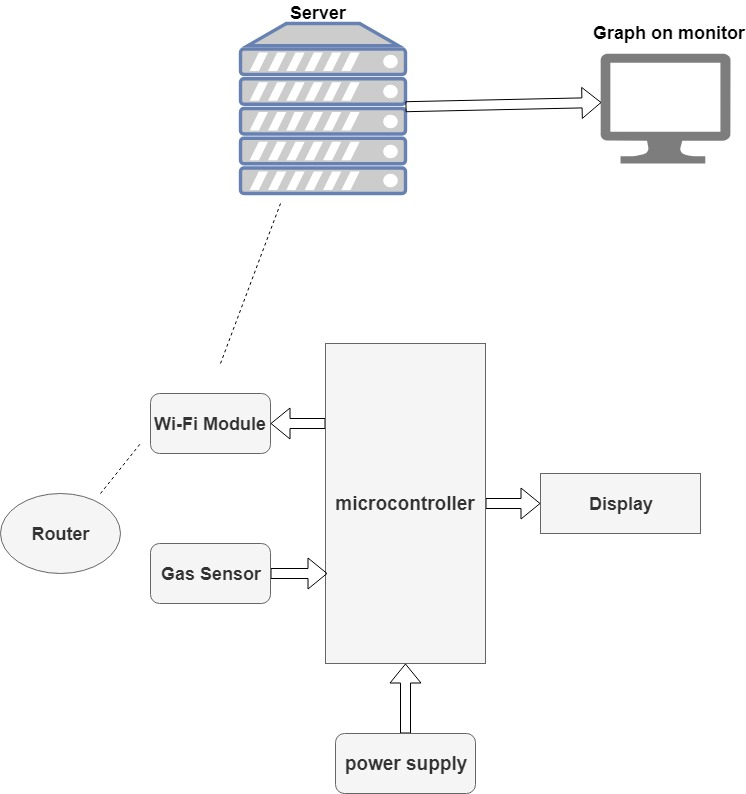 Server
Graph on monitor
Wi-Fi Module
microcontroller
Display
Router
Gas Sensor
power supply